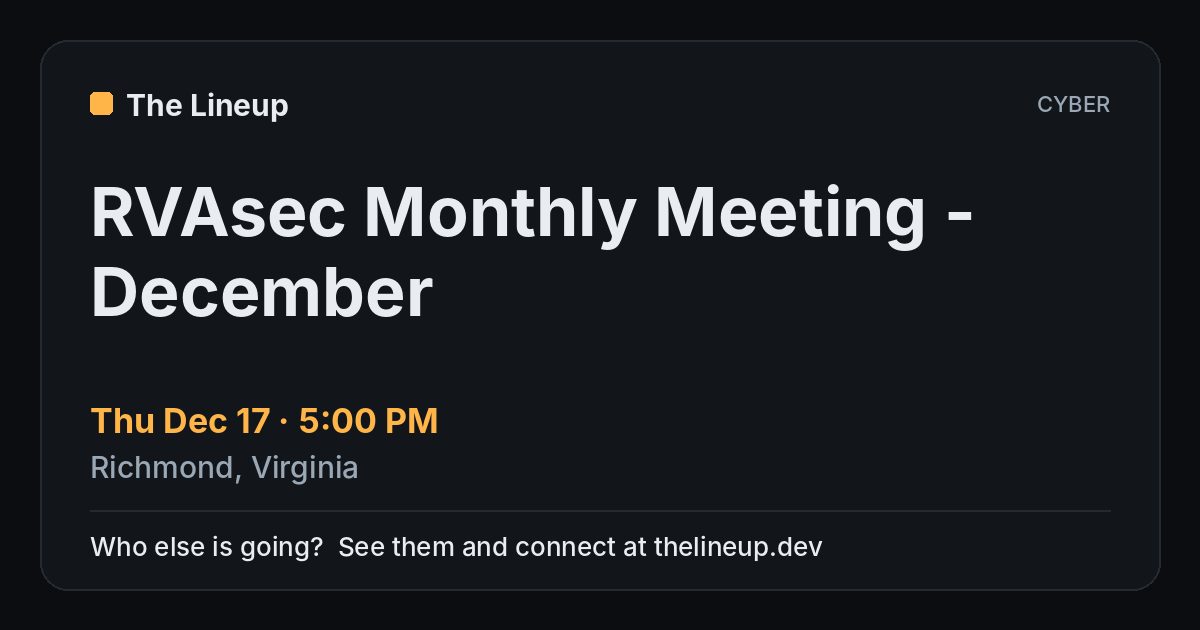 The Lineup
CYBER
RVAsec Monthly Meeting -
December
Thu Dec 17 · 5:00 PM
Richmond, Virginia
Who else is going? See them and connect at thelineup.dev